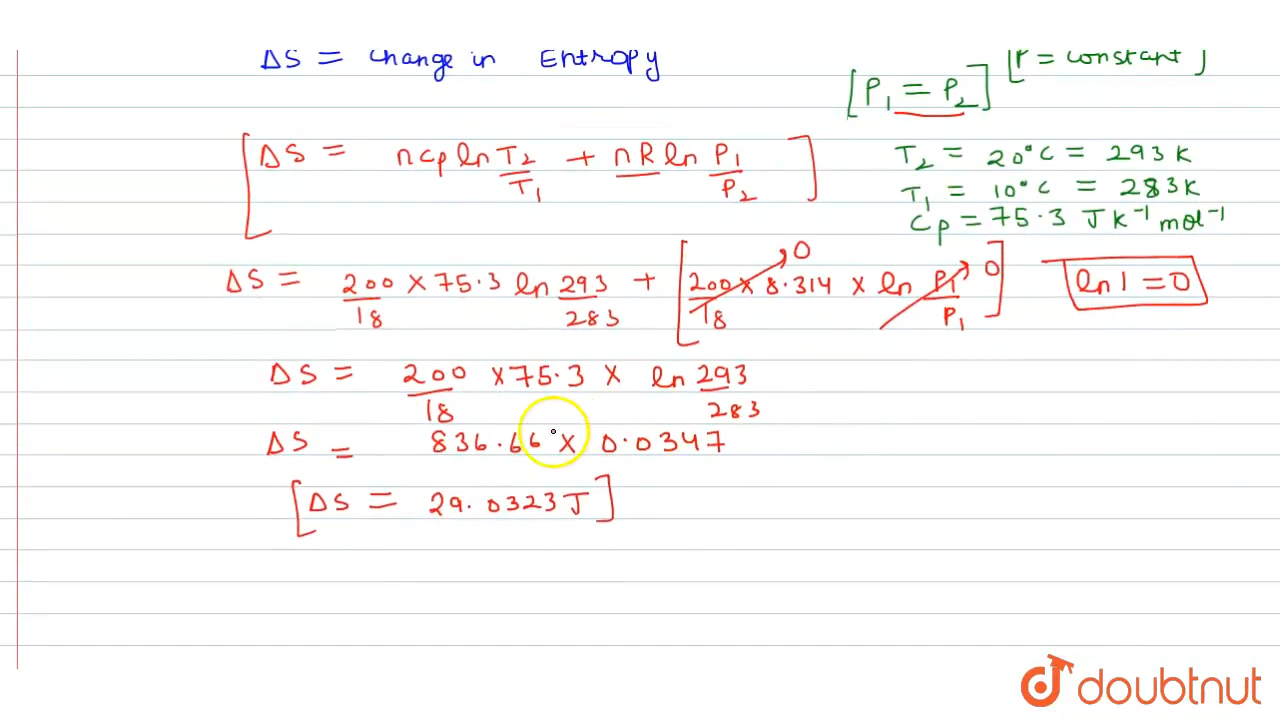 ΔS = Change in Entropy
[P = constant]
[P₁ = P₂]
ΔS = nCp ln T₂/T₁ + nR ln P₁/P₂
T₂ = 20°C = 293K
T₁ = 10°C = 283K
Cp = 75.3 J K⁻¹ mol⁻¹
ΔS = 200/18 × 75.3 ln 293/283 + [200/18 × 8.314 × ln P₁/P₁] 0 0
ln 1 = 0
ΔS = 200/18 × 75.3 × ln 293/283
ΔS = 836.66 × 0.0347
[ΔS = 29.0323 J]
doubtnut